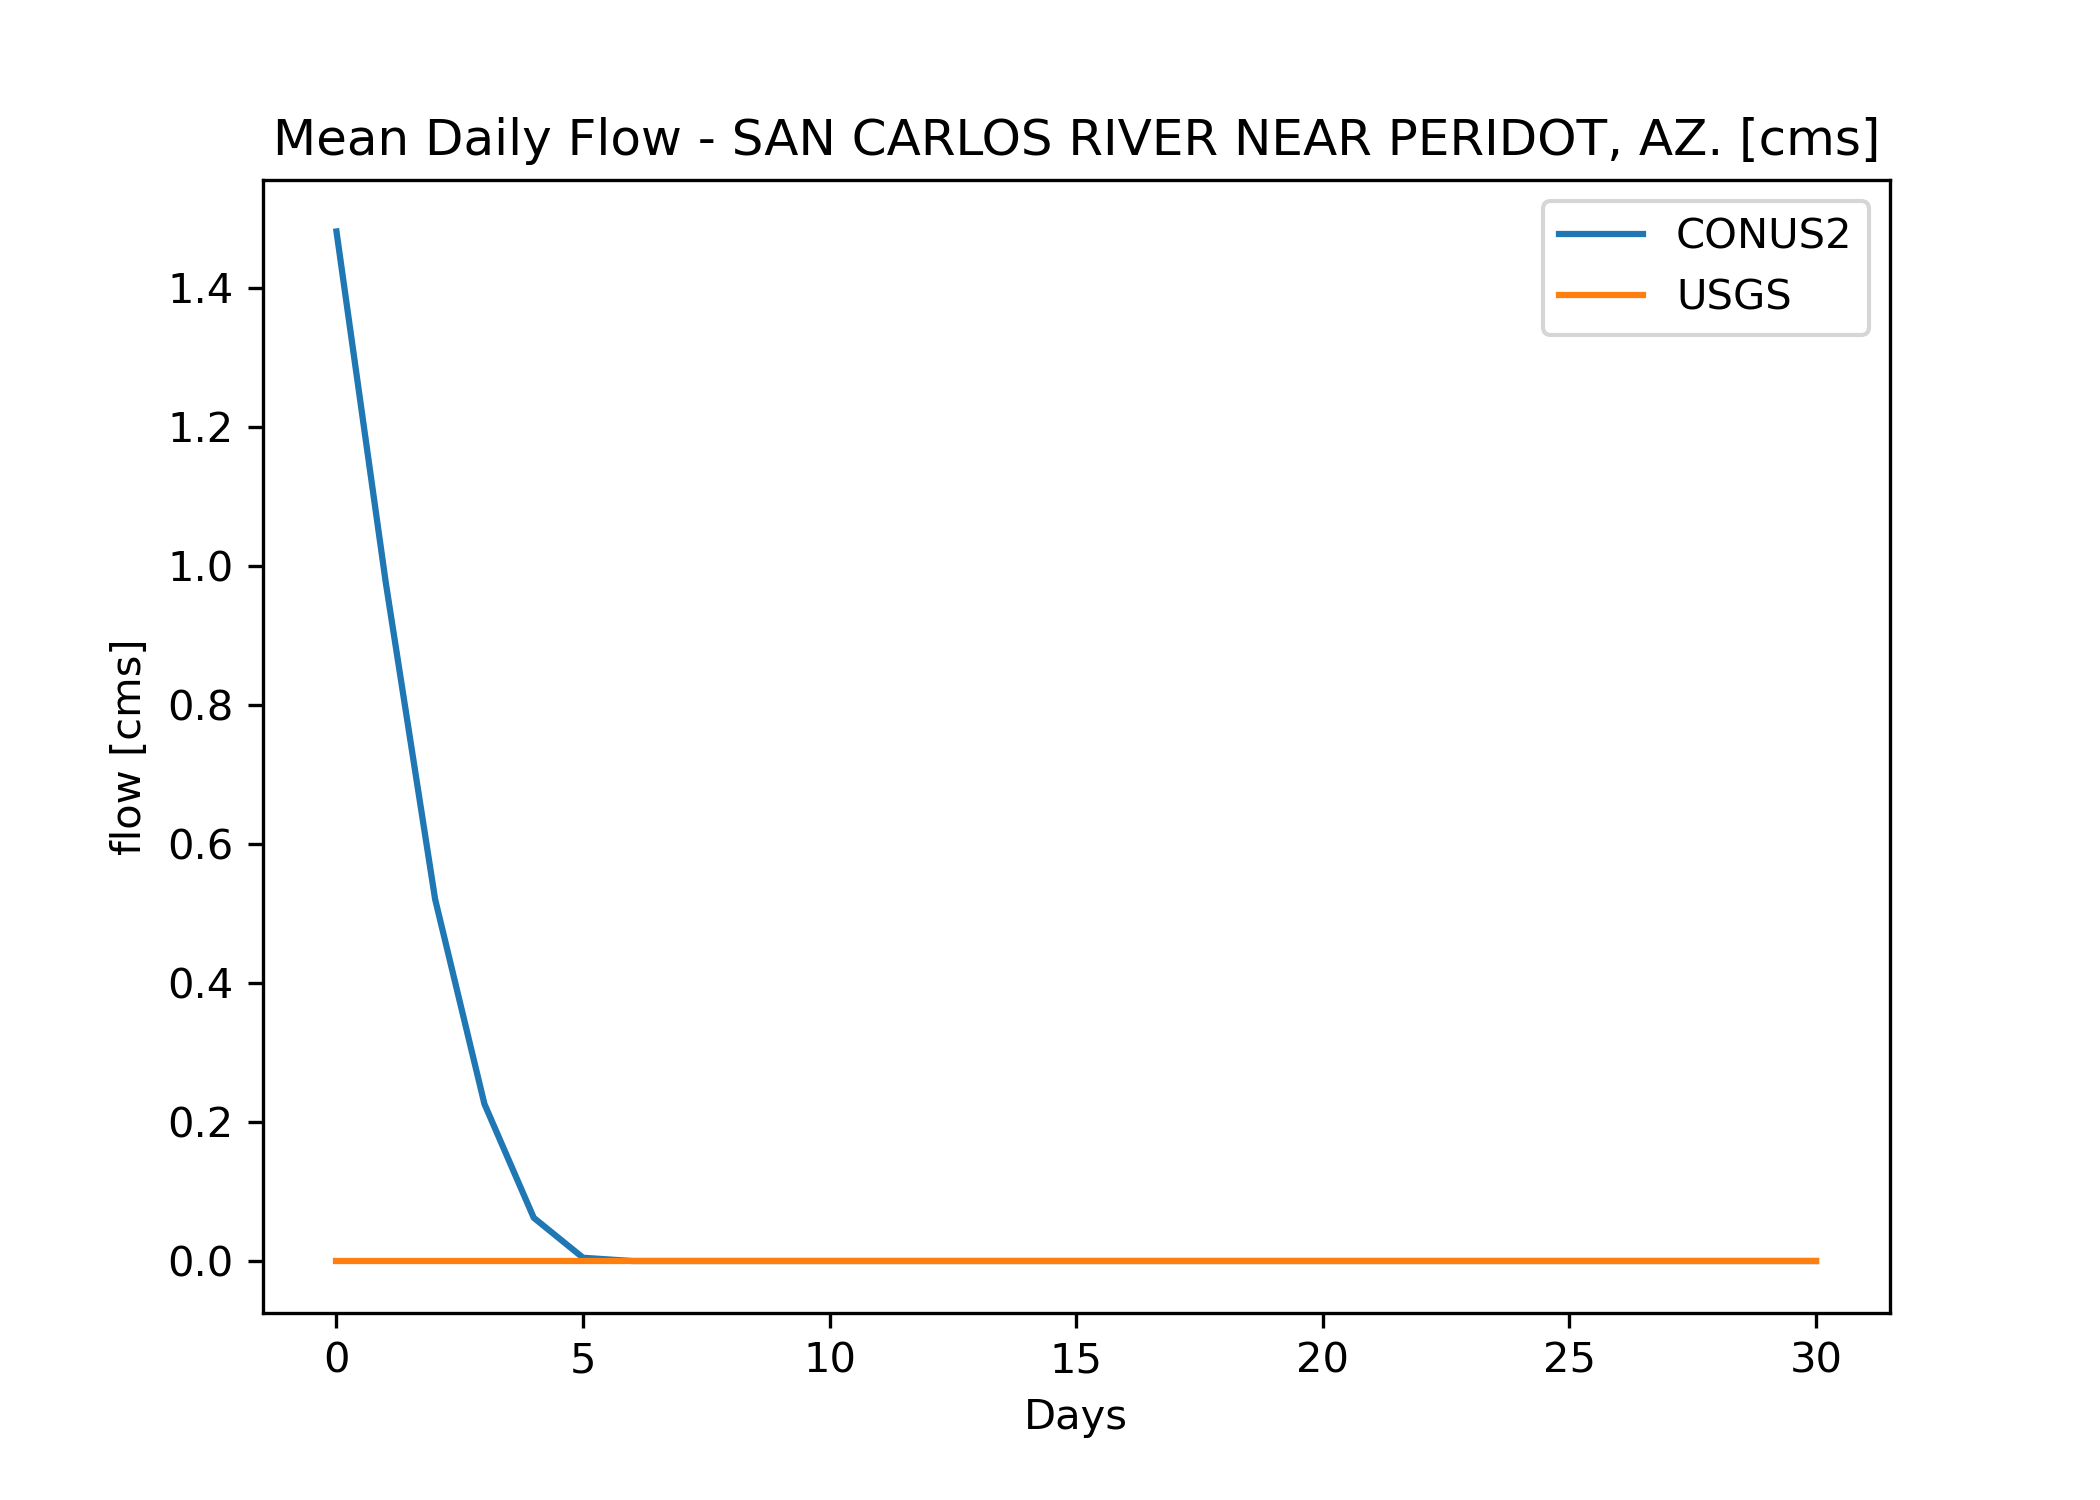 Mean Daily Flow - SAN CARLOS RIVER NEAR PERIDOT, AZ. [cms]
CONUS2
USGS
flow [cms]
1.4
1.2
1.0
0.8
0.6
0.4
0.2
0.0
0 5 10 15 20 25 30
Days